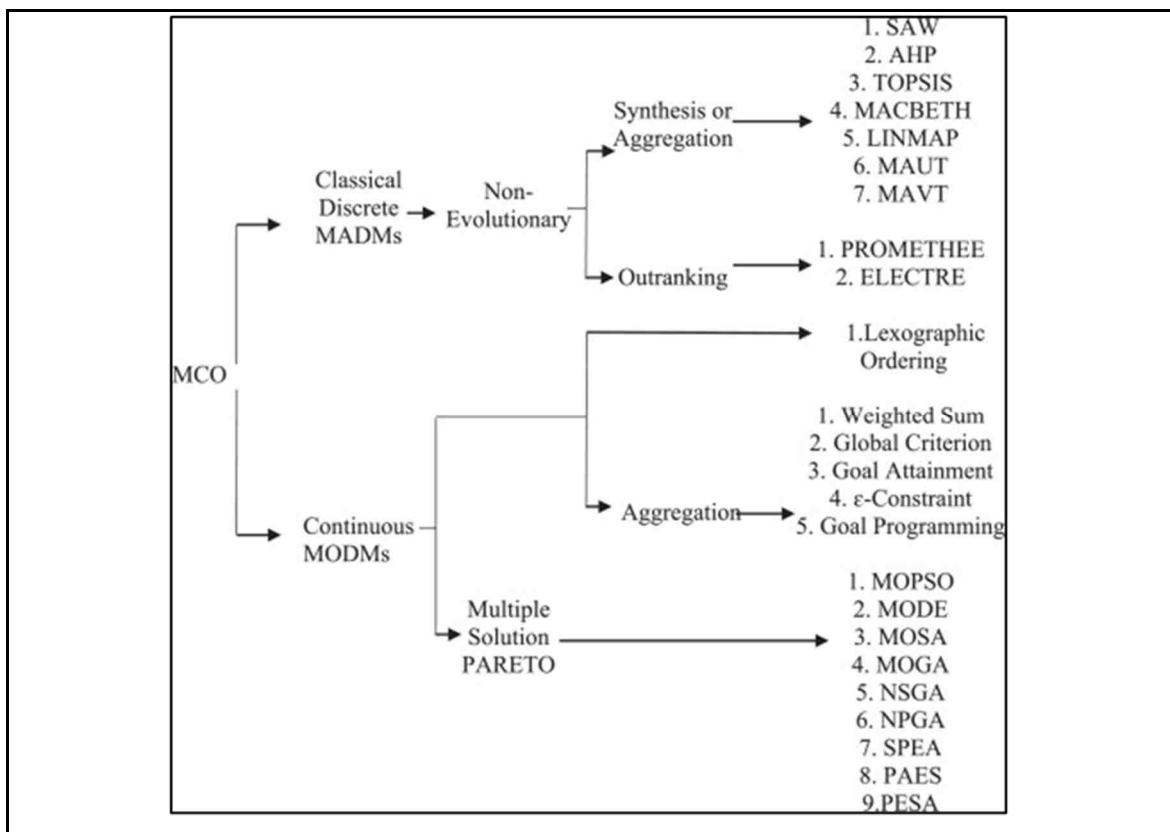 1. SAW
2. AHP
3. TOPSIS
4. MACBETH
5. LINMAP
6. MAUT
7. MAVT
Synthesis or
Aggregation
Classical
Discrete
MADMs
Non-
Evolutionary
1. PROMETHEE
2. ELECTRE
Outranking
1.Lexographic
Ordering
MCO
1. Weighted Sum
2. Global Criterion
3. Goal Attainment
4. ε-Constraint
5. Goal Programming
Aggregation
Continuous
MODMs
Multiple
Solution
PARETO
1. MOPSO
2. MODE
3. MOSA
4. MOGA
5. NSGA
6. NPGA
7. SPEA
8. PAES
9.PESA